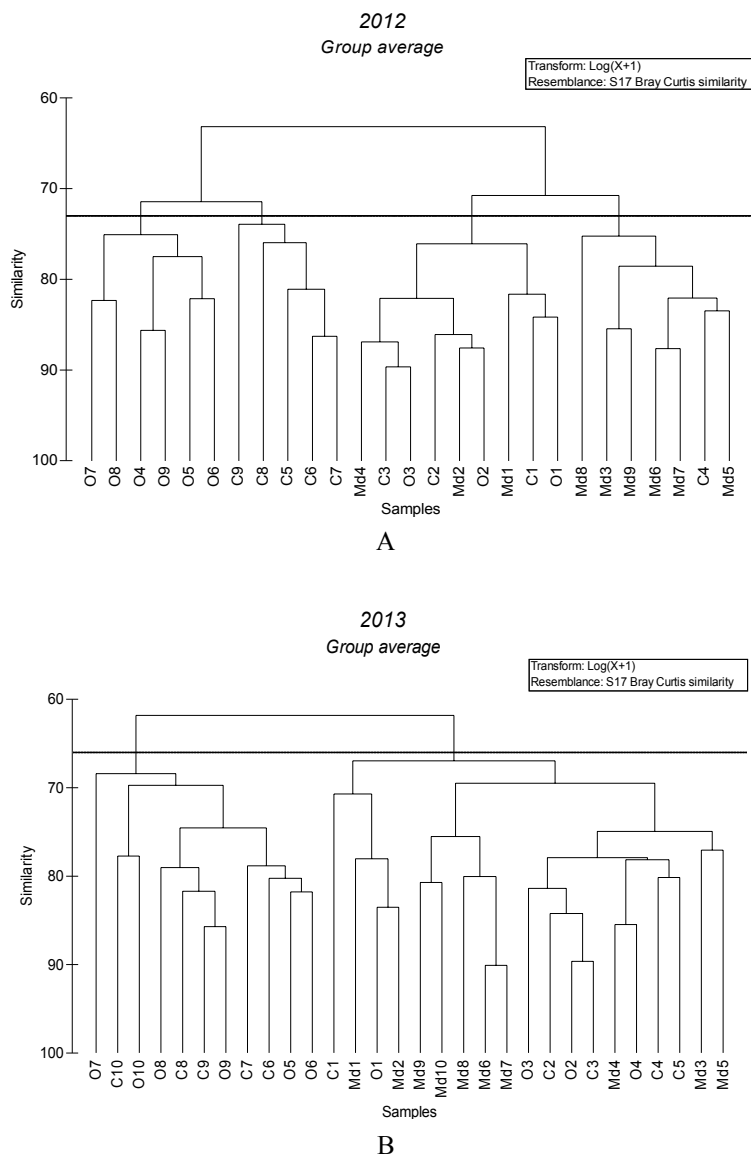 2012
Group average
Transform: Log(X+1)
Resemblance: S17 Bray Curtis similarity
60
70
80
90
100
Similarity
O7 O8 O4 O9 O5 O6 C9 C8 C5 C6 C7 Md4 C3 O3 C2 Md2 O2 Md1 C1 O1 Md8 Md3 Md9 Md6 Md7 C4 Md5
Samples
A
2013
Group average
Transform: Log(X+1)
Resemblance: S17 Bray Curtis similarity
60
70
80
90
100
Similarity
O7 C10 O10 O8 C8 C9 O9 C7 C6 O5 O6 C1 Md1 O1 Md2 Md9 Md10 Md8 Md6 Md7 O3 C2 O2 C3 Md4 O4 C4 C5 Md3 Md5
Samples
B